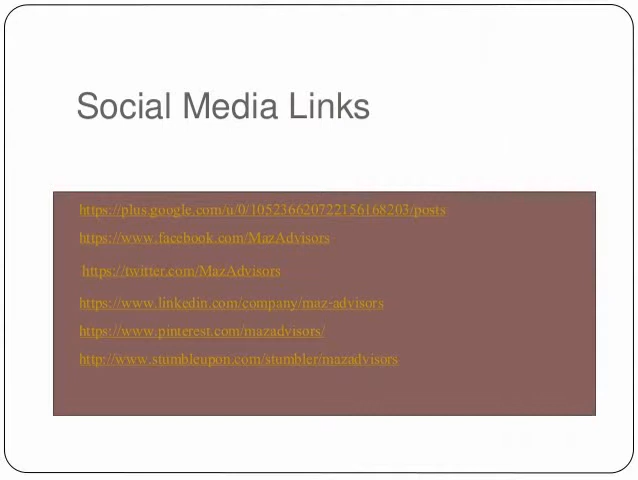 Social Media Links
https://plus.google.com/u/0/105236620722156168203/posts
https://www.facebook.com/MazAdvisors
https://twitter.com/MazAdvisors
https://www.linkedin.com/company/maz-advisors
https://www.pinterest.com/mazadvisors/
http://www.stumbleupon.com/stumbler/mazadvisors